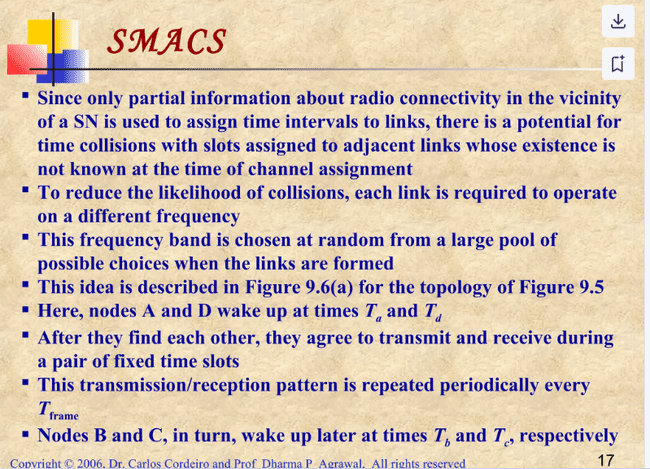 SMACS
▪ Since only partial information about radio connectivity in the vicinity
of a SN is used to assign time intervals to links, there is a potential for
time collisions with slots assigned to adjacent links whose existence is
not known at the time of channel assignment
▪ To reduce the likelihood of collisions, each link is required to operate
on a different frequency
▪ This frequency band is chosen at random from a large pool of
possible choices when the links are formed
▪ This idea is described in Figure 9.6(a) for the topology of Figure 9.5
▪ Here, nodes A and D wake up at times Ta and Td
▪ After they find each other, they agree to transmit and receive during
a pair of fixed time slots
▪ This transmission/reception pattern is repeated periodically every
Tframe
▪ Nodes B and C, in turn, wake up later at times Tb and Tc, respectively
Copyright © 2006, Dr. Carlos Cordeiro and Prof Dharma P Agrawal, All rights reserved
17